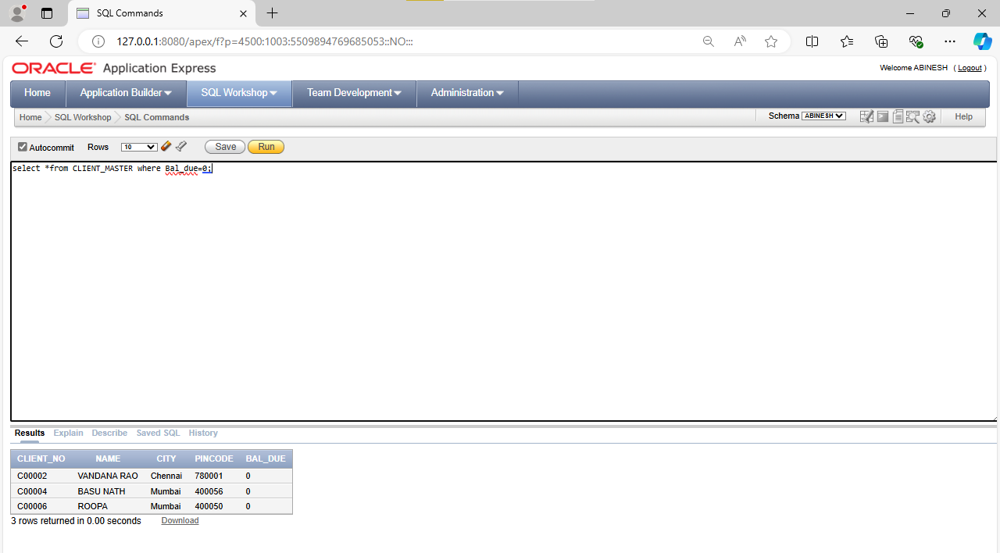 SQL Commands
127.0.0.1:8080/apex/f?p=4500:1003:5509894769685053::NO:::
ORACLE® Application Express
Welcome ABINESH ( Logout )
Home Application Builder SQL Workshop Team Development Administration
Home SQL Workshop SQL Commands
Schema ABINESH Help
Autocommit Rows 10 Save Run
select *from CLIENT_MASTER where Bal_due=0;
Results Explain Describe Saved SQL History
CLIENT_NO NAME CITY PINCODE BAL_DUE
C00002 VANDANA RAO Chennai 780001 0
C00004 BASU NATH Mumbai 400056 0
C00006 ROOPA Mumbai 400050 0
3 rows returned in 0.00 seconds Download